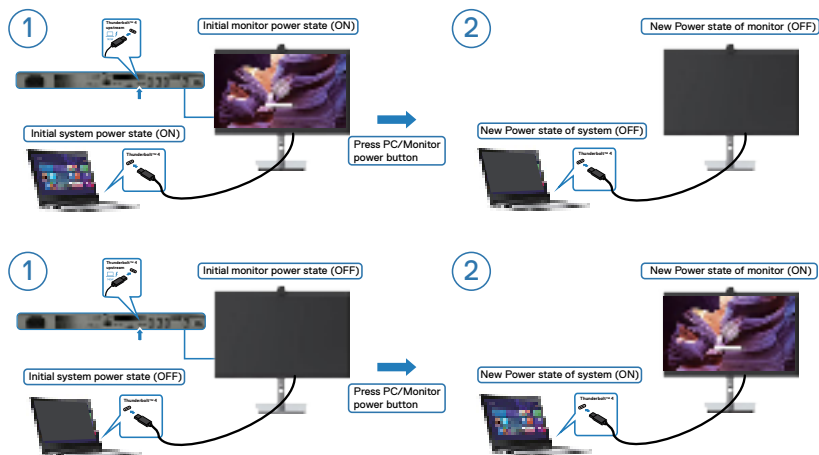 1
Thunderbolt™ 4
upstream
Initial monitor power state (ON)
Initial system power state (ON)
Thunderbolt™ 4
Press PC/Monitor
power button
2
New Power state of monitor (OFF)
New Power state of system (OFF)
Thunderbolt™ 4
1
Thunderbolt™ 4
upstream
Initial monitor power state (OFF)
Initial system power state (OFF)
Thunderbolt™ 4
Press PC/Monitor
power button
2
New Power state of monitor (ON)
New Power state of system (ON)
Thunderbolt™ 4